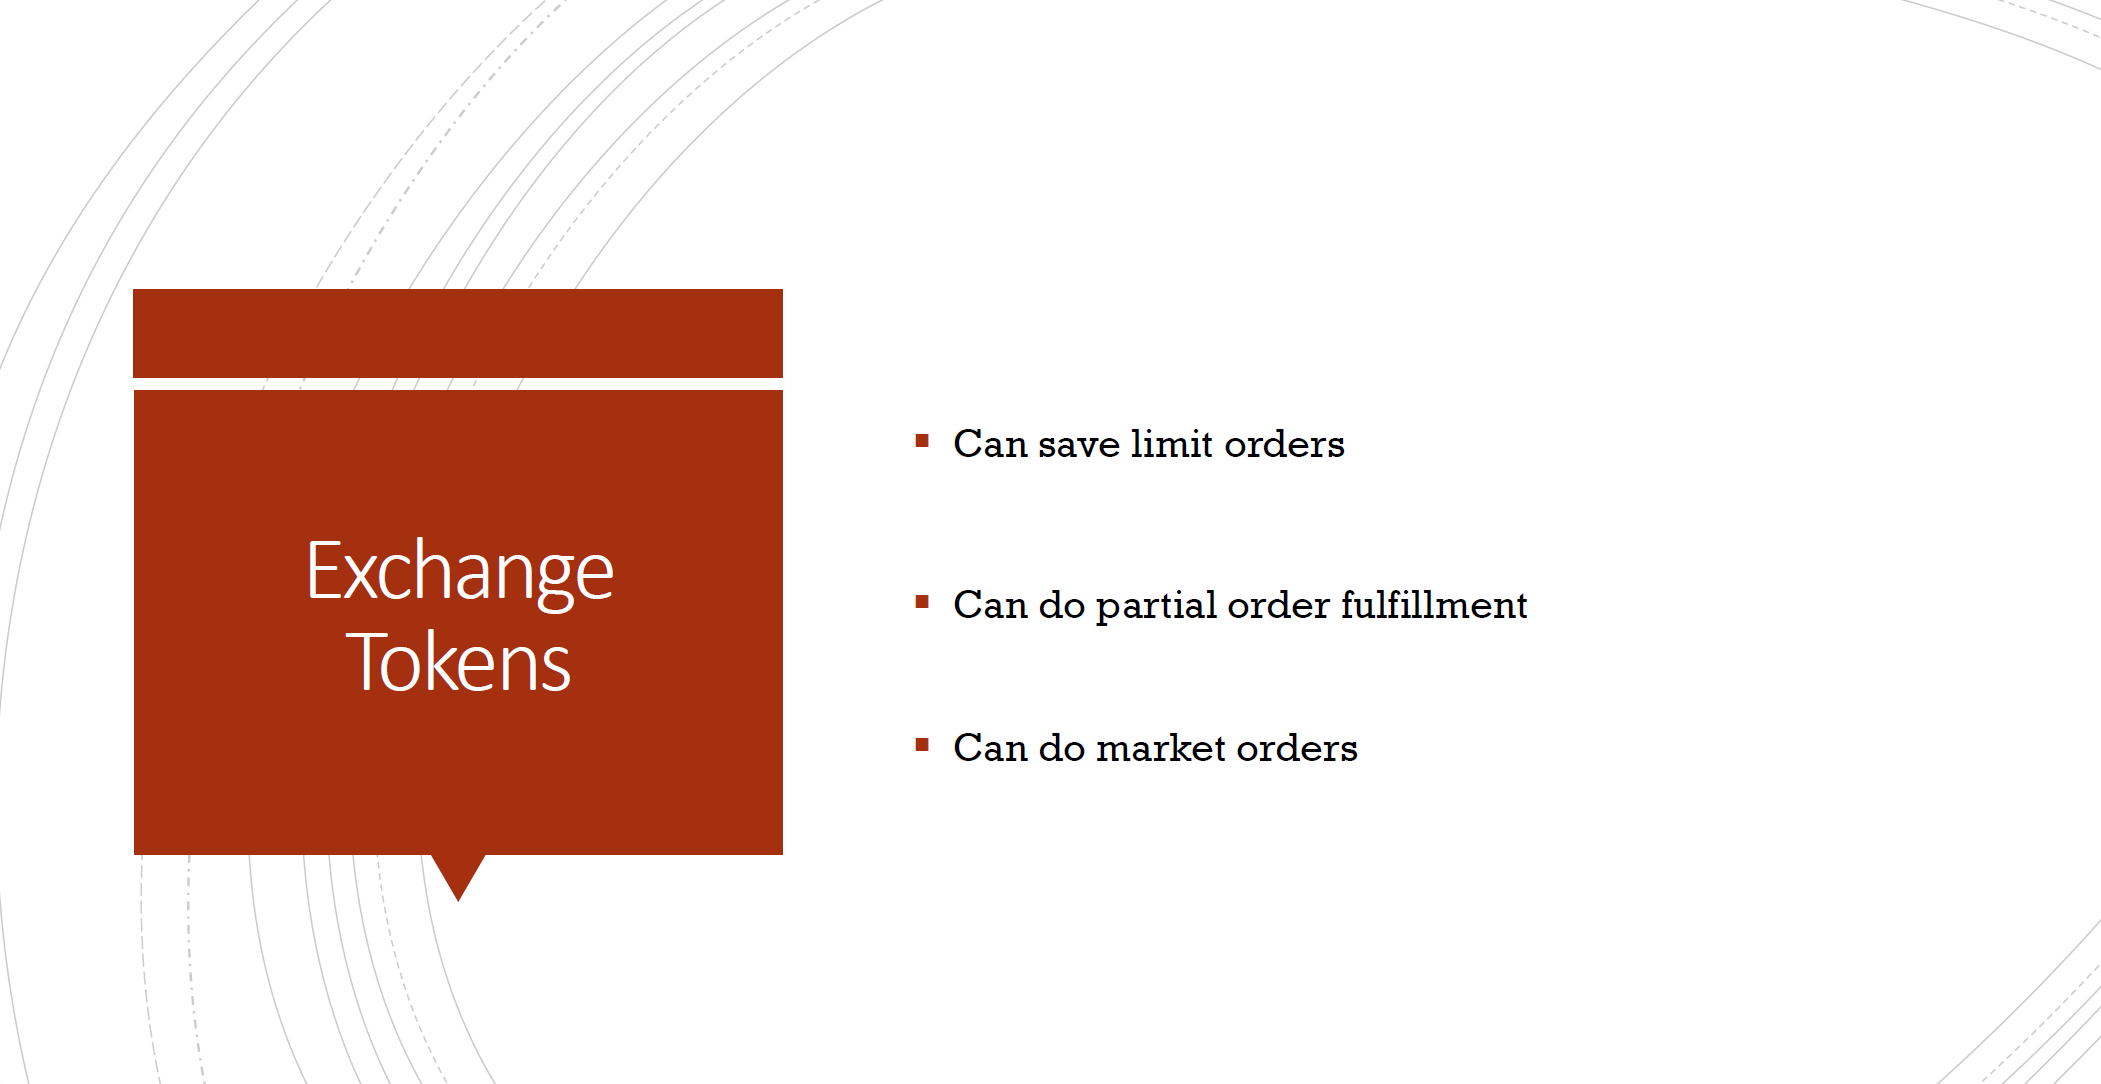 Exchange
Tokens
▪ Can save limit orders
▪ Can do partial order fulfillment
▪ Can do market orders